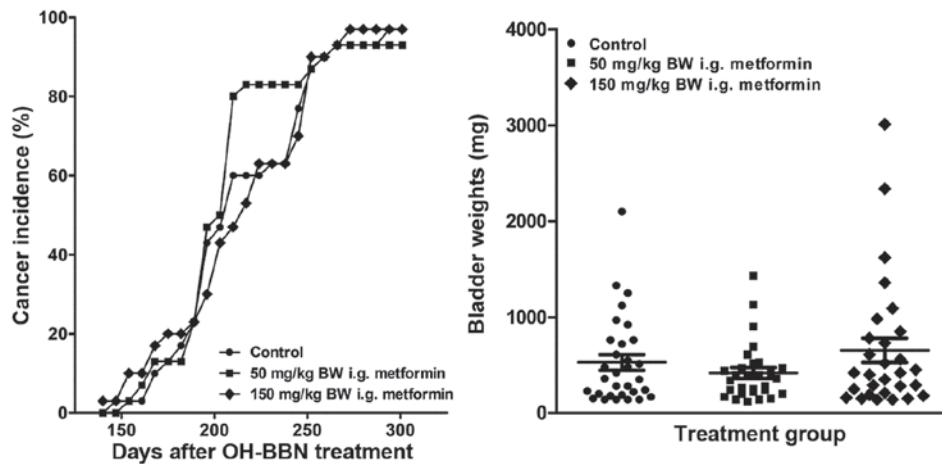 100
80
60
40
20
0
Cancer incidence (%)
Control
50 mg/kg BW i.g. metformin
150 mg/kg BW i.g. metformin
150
200
250
300
Days after OH-BBN treatment
4000
3000
2000
1000
0
Bladder weights (mg)
Control
50 mg/kg BW i.g. metformin
150 mg/kg BW i.g. metformin
Treatment group